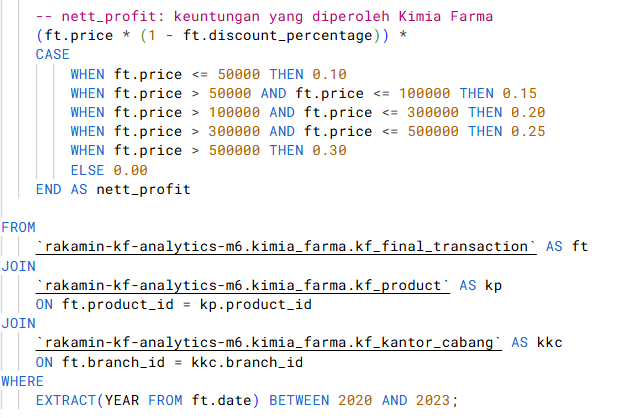 -- nett_profit: keuntungan yang diperoleh Kimia Farma
(ft.price * (1 - ft.discount_percentage)) *
CASE
WHEN ft.price <= 50000 THEN 0.10
WHEN ft.price > 50000 AND ft.price <= 100000 THEN 0.15
WHEN ft.price > 100000 AND ft.price <= 300000 THEN 0.20
WHEN ft.price > 300000 AND ft.price <= 500000 THEN 0.25
WHEN ft.price > 500000 THEN 0.30
ELSE 0.00
END AS nett_profit
FROM
`rakamin-kf-analytics-m6.kimia_farma.kf_final_transaction` AS ft
JOIN
`rakamin-kf-analytics-m6.kimia_farma.kf_product` AS kp
ON ft.product_id = kp.product_id
JOIN
`rakamin-kf-analytics-m6.kimia_farma.kf_kantor_cabang` AS kkc
ON ft.branch_id = kkc.branch_id
WHERE
EXTRACT(YEAR FROM ft.date) BETWEEN 2020 AND 2023;